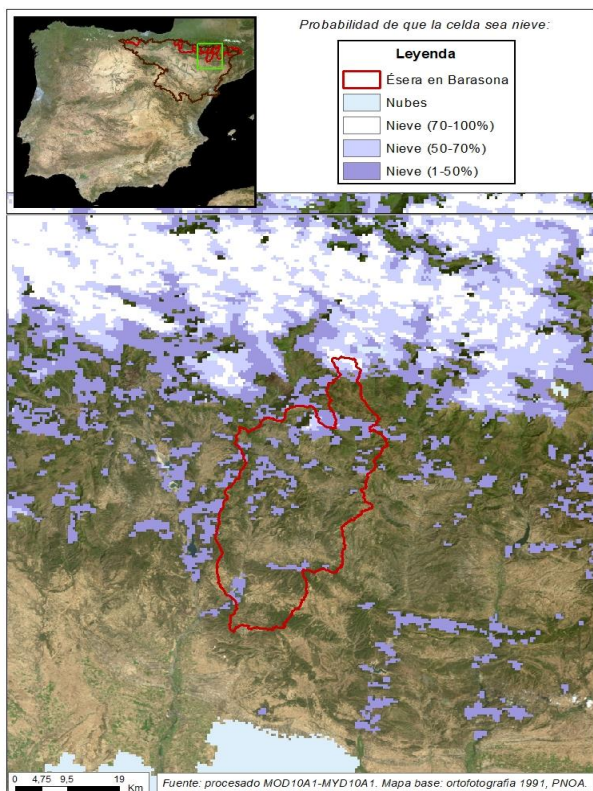 Probabilidad de que la celda sea nieve:
Leyenda
Ésera en Barasona
Nubes
Nieve (70-100%)
Nieve (50-70%)
Nieve (1-50%)
0 4,75 9,5 19
Km
Fuente: procesado MOD10A1-MYD10A1. Mapa base: ortofotografía 1991, PNOA.